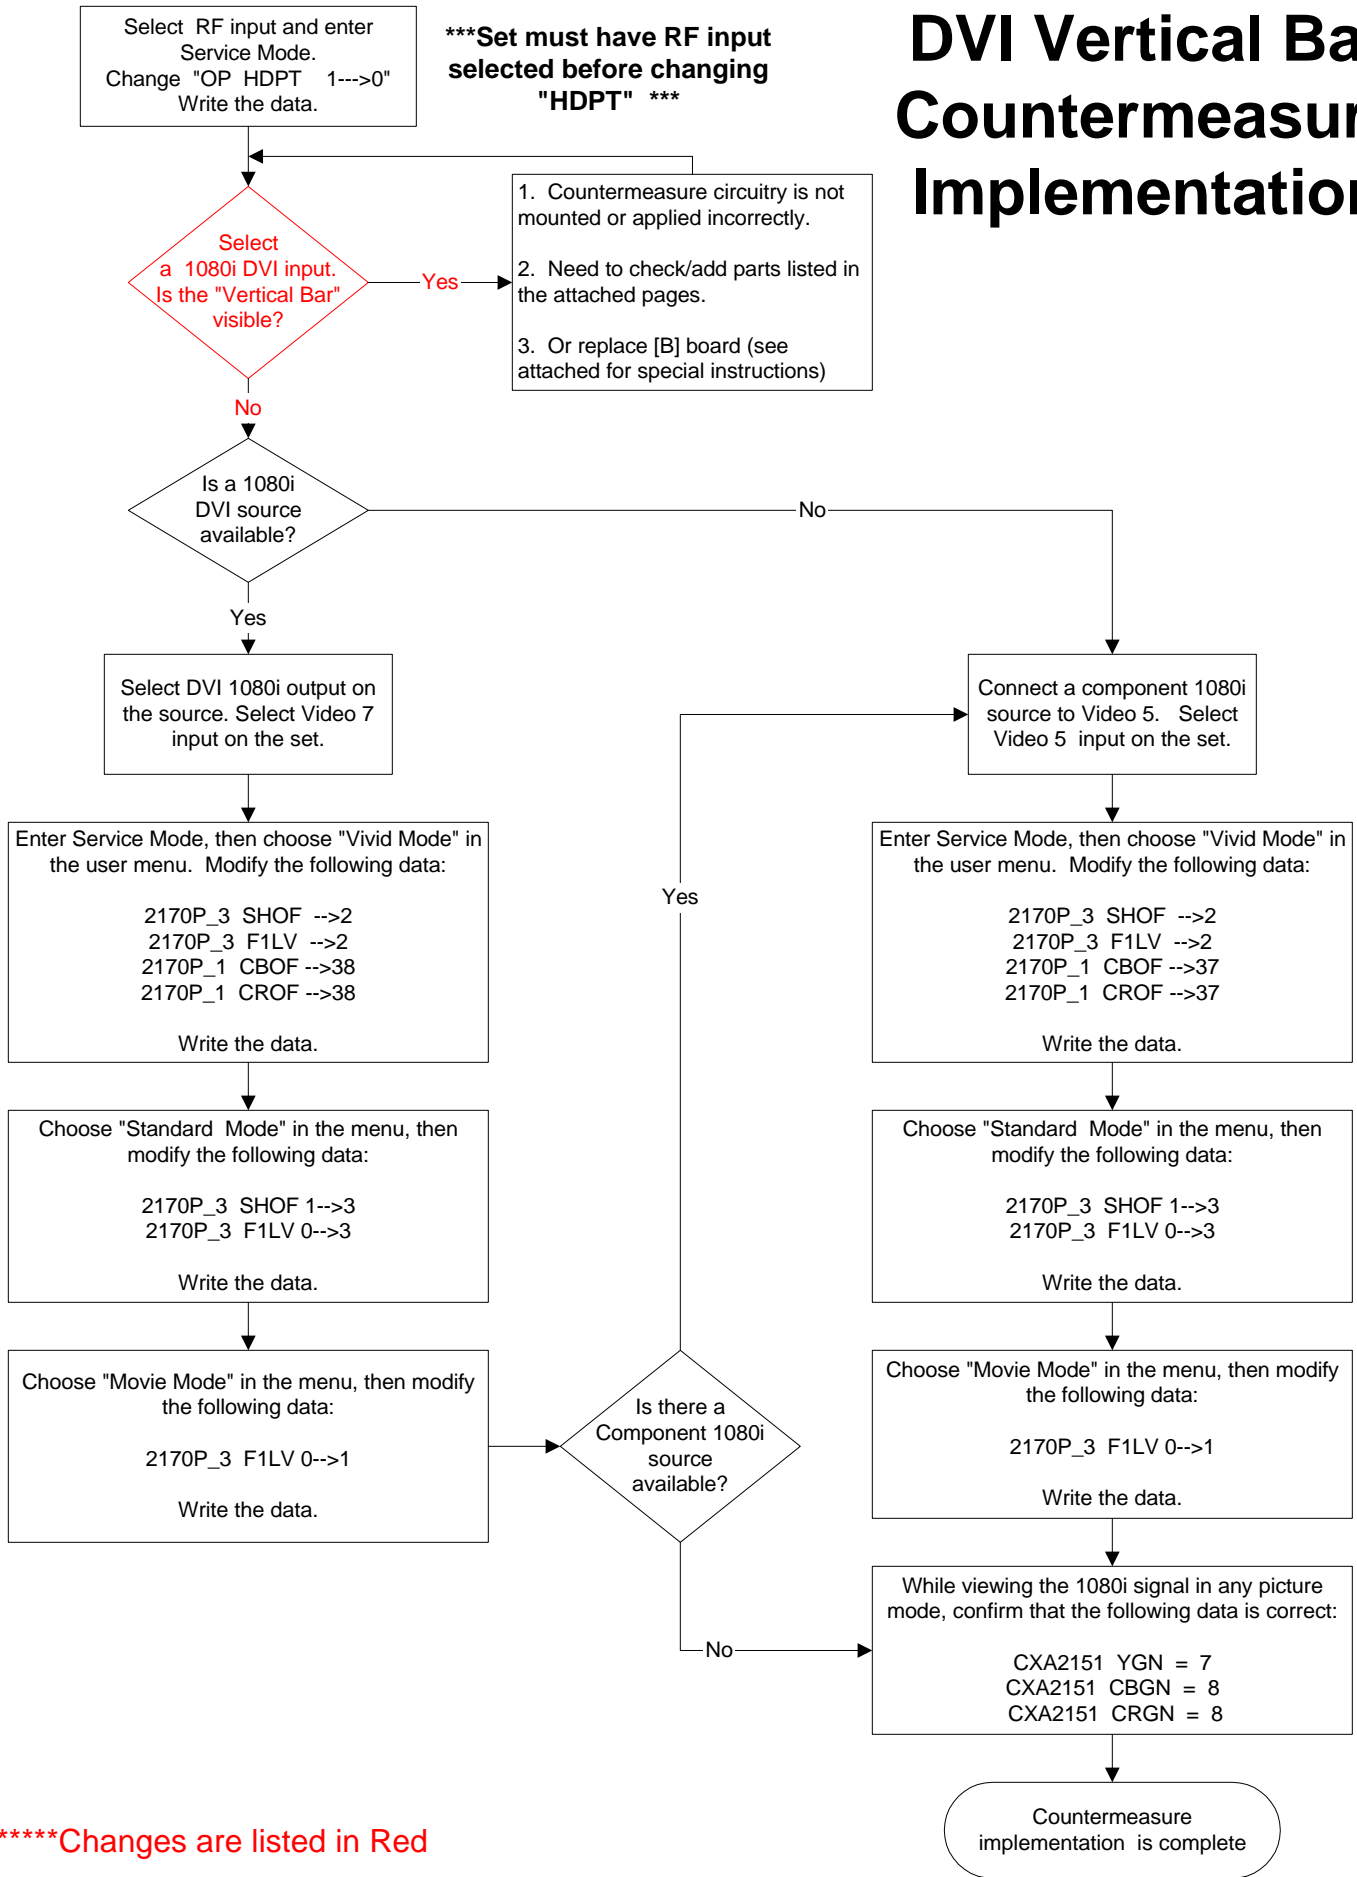 DVI Vertical Ba
Countermeasur
Implementation
Select RF input and enter
Service Mode.
Change "OP HDPT 1--->0"
Write the data.
***Set must have RF input
selected before changing
"HDPT" ***
Select
a 1080i DVI input.
Is the "Vertical Bar"
visible?
Yes
1. Countermeasure circuitry is not
mounted or applied incorrectly.
2. Need to check/add parts listed in
the attached pages.
3. Or replace [B] board (see
attached for special instructions)
No
Is a 1080i
DVI source
available?
No
Yes
Select DVI 1080i output on
the source. Select Video 7
input on the set.
Enter Service Mode, then choose "Vivid Mode" in
the user menu. Modify the following data:
2170P_3 SHOF -->2
2170P_3 F1LV -->2
2170P_1 CBOF -->38
2170P_1 CROF -->38
Write the data.
Choose "Standard Mode" in the menu, then
modify the following data:
2170P_3 SHOF 1-->3
2170P_3 F1LV 0-->3
Write the data.
Choose "Movie Mode" in the menu, then modify
the following data:
2170P_3 F1LV 0-->1
Write the data.
Is there a
Component 1080i
source
available?
Yes
No
Connect a component 1080i
source to Video 5. Select
Video 5 input on the set.
Enter Service Mode, then choose "Vivid Mode" in
the user menu. Modify the following data:
2170P_3 SHOF -->2
2170P_3 F1LV -->2
2170P_1 CBOF -->37
2170P_1 CROF -->37
Write the data.
Choose "Standard Mode" in the menu, then
modify the following data:
2170P_3 SHOF 1-->3
2170P_3 F1LV 0-->3
Write the data.
Choose "Movie Mode" in the menu, then modify
the following data:
2170P_3 F1LV 0-->1
Write the data.
While viewing the 1080i signal in any picture
mode, confirm that the following data is correct:
CXA2151 YGN = 7
CXA2151 CBGN = 8
CXA2151 CRGN = 8
Countermeasure
implementation is complete
*****Changes are listed in Red